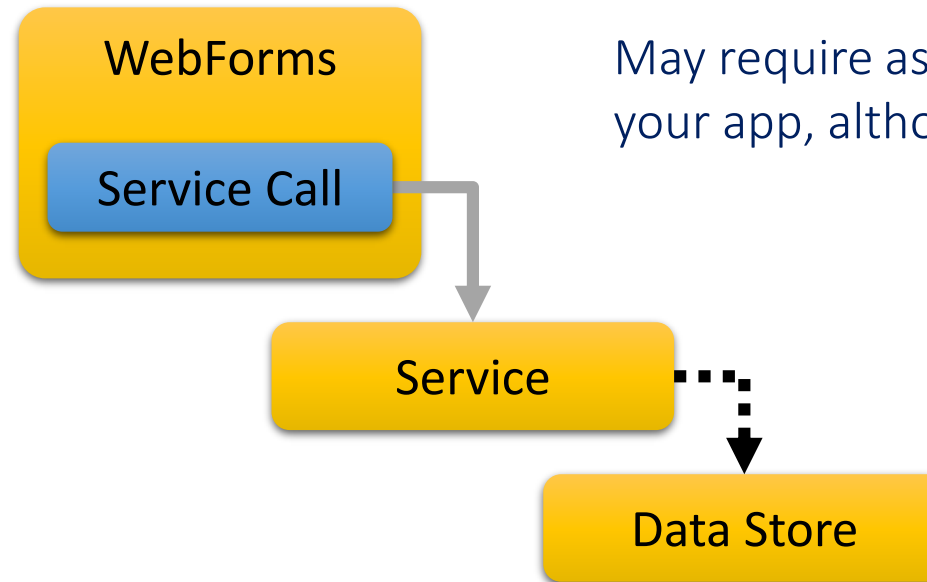 WebForms
May require as
your app, altho
Service Call
Service
Data Store